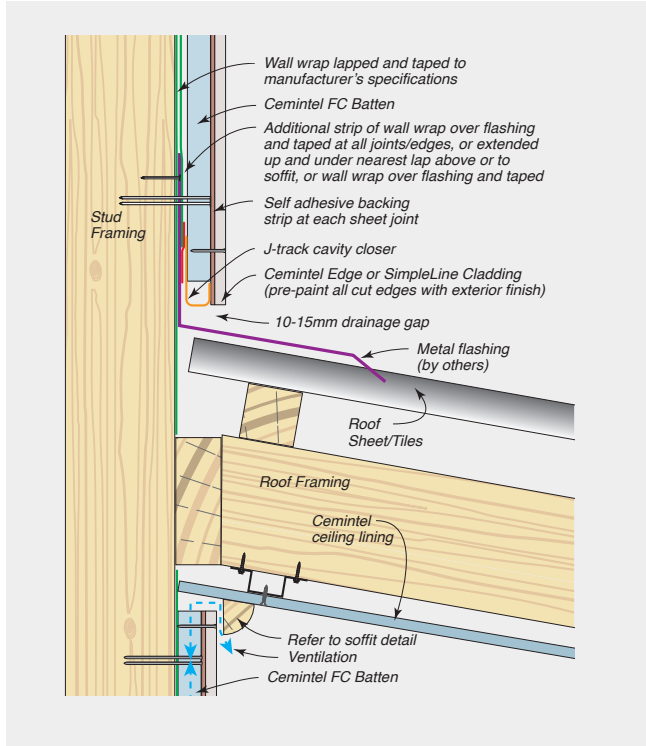 Wall wrap lapped and taped to
manufacturer's specifications
Cemintel FC Batten
Additional strip of wall wrap over flashing
and taped at all joints/edges, or extended
up and under nearest lap above or to
soffit, or wall wrap over flashing and taped
Stud
Framing
Self adhesive backing
strip at each sheet joint
J-track cavity closer
Cemintel Edge or SimpleLine Cladding
(pre-paint all cut edges with exterior finish)
10-15mm drainage gap
Metal flashing
(by others)
Roof
Sheet/Tiles
Roof Framing
Cemintel
ceiling lining
Refer to soffit detail
Ventilation
Cemintel FC Batten